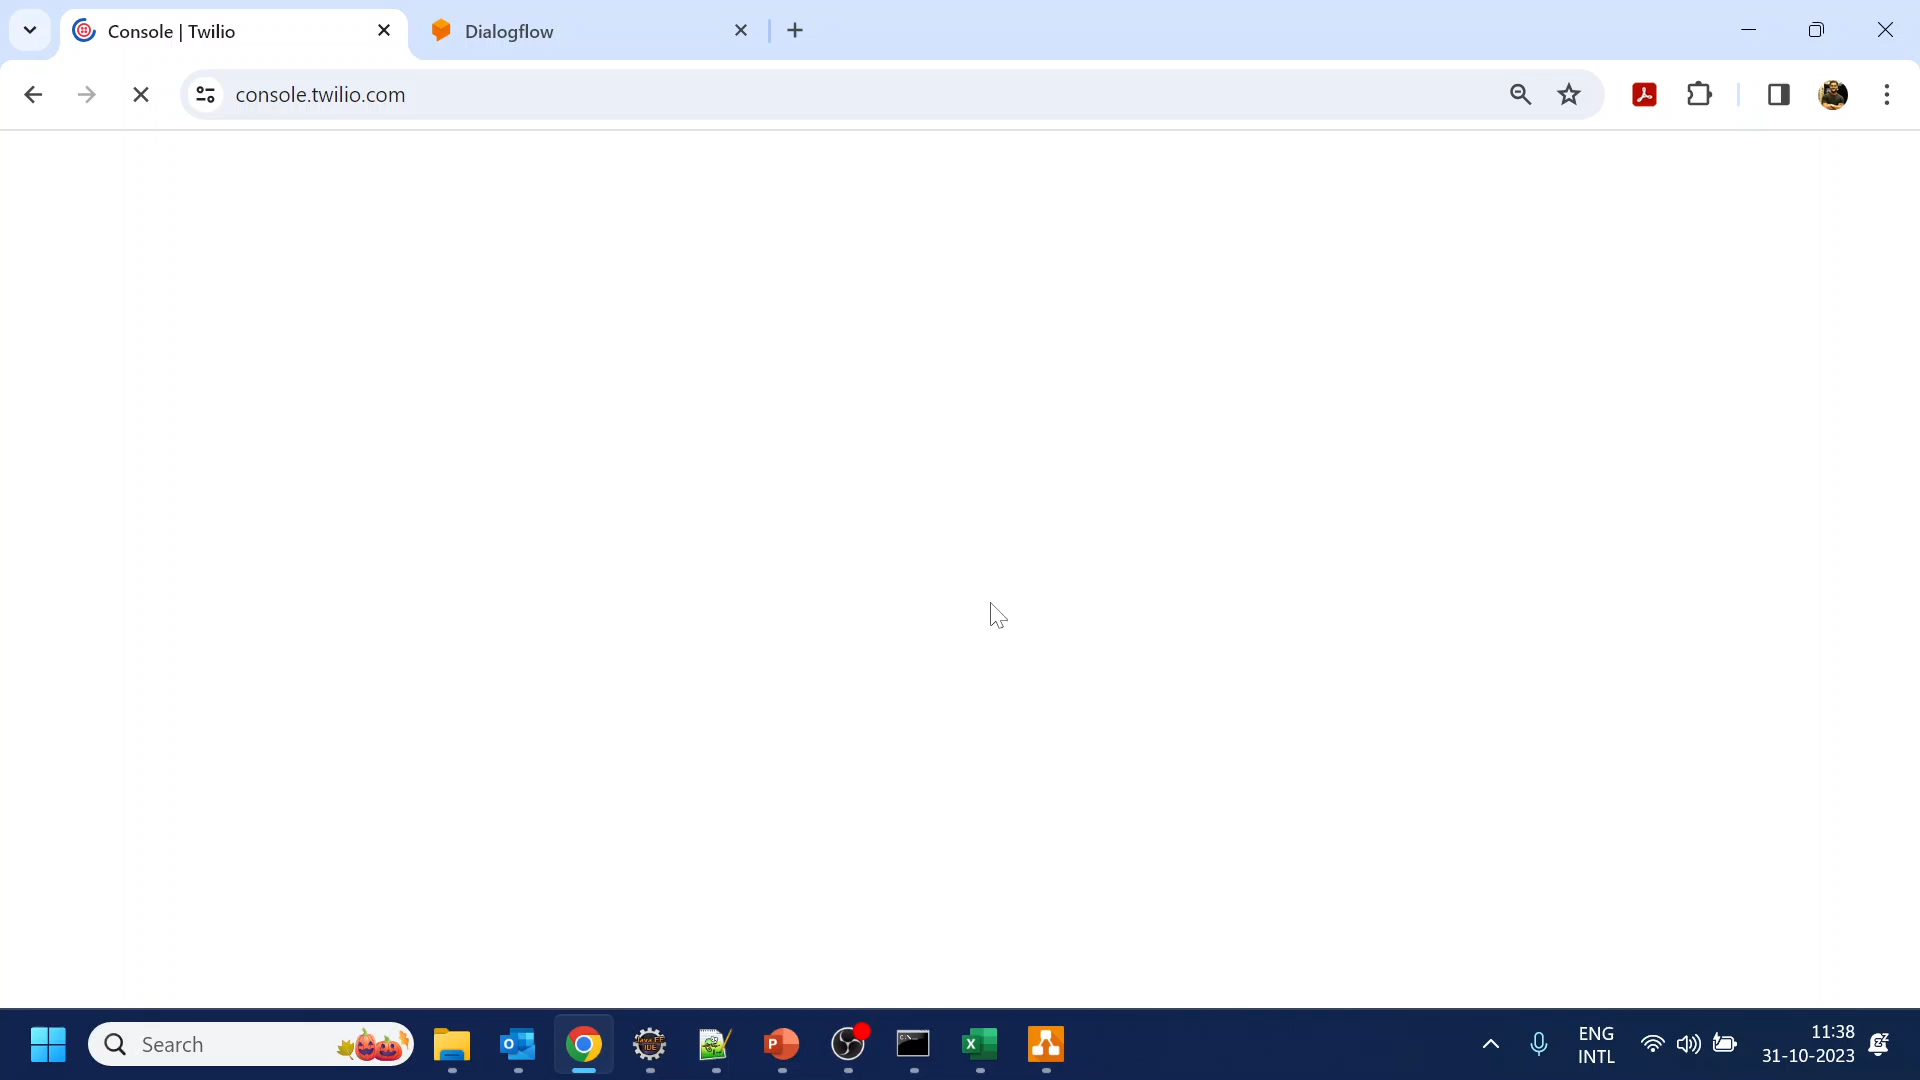 Console | Twilio
Dialogflow
console.twilio.com
Search
ENG
INTL
11:38
31-10-2023